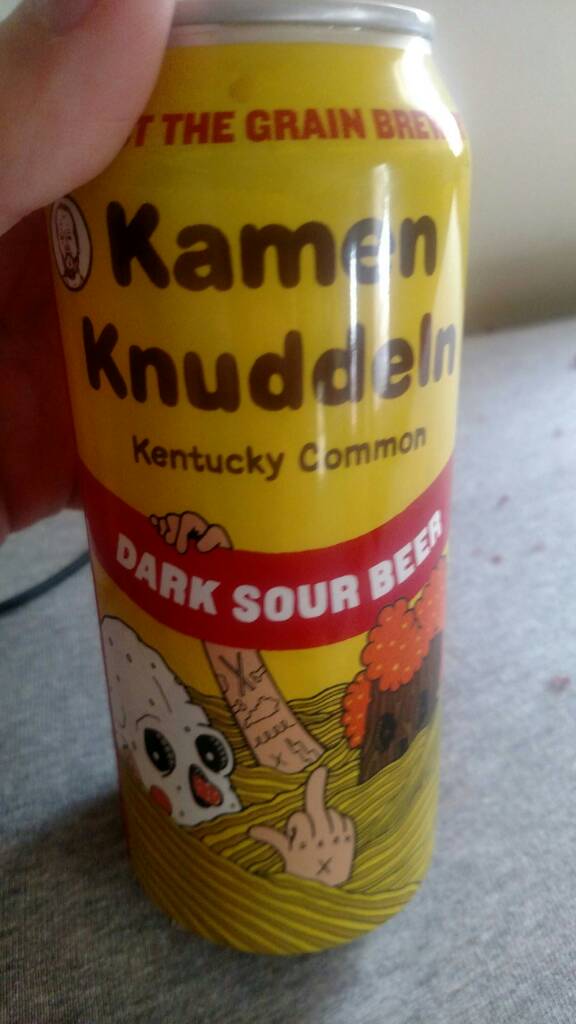 THE GRAIN
Kamen
Knuddeln
Kentucky Common
DARK SOUR BEER